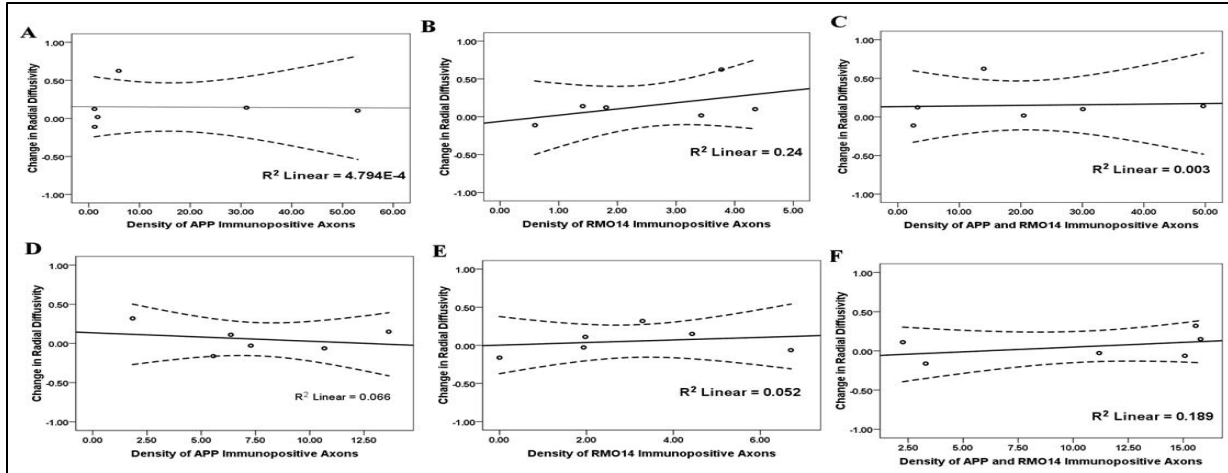 A
Change in Radial Diffusivity
1.00
0.50
0.00
-0.50
-1.00
R² Linear = 4.794E-4
0.00 10.00 20.00 30.00 40.00 50.00 60.00
Density of APP Immunopositive Axons
B
Change in Radial Diffusivity
1.00
0.50
0.00
-0.50
-1.00
R² Linear = 0.24
0.00 1.00 2.00 3.00 4.00 5.00
Denisty of RMO14 Immunopositive Axons
C
Change in Radial Diffusivity
1.00
0.50
0.00
-0.50
-1.00
R² Linear = 0.003
0.00 10.00 20.00 30.00 40.00 50.00
Density of APP and RMO14 Immunopositive Axons
D
Change in Radial Diffusivity
1.00
0.50
0.00
-0.50
-1.00
R² Linear = 0.066
0.00 2.50 5.00 7.50 10.00 12.50
Density of APP Immunopositive Axons
E
Change in Radial Diffusivity
1.00
0.50
0.00
-0.50
-1.00
R² Linear = 0.052
0.00 2.00 4.00 6.00
Density of RMO14 Immunopositive Axons
F
Change in Radial Diffusivity
1.00
0.50
0.00
-0.50
-1.00
R² Linear = 0.189
2.50 5.00 7.50 10.00 12.50 15.00
Density of APP and RMO14 Immunopositive Axons